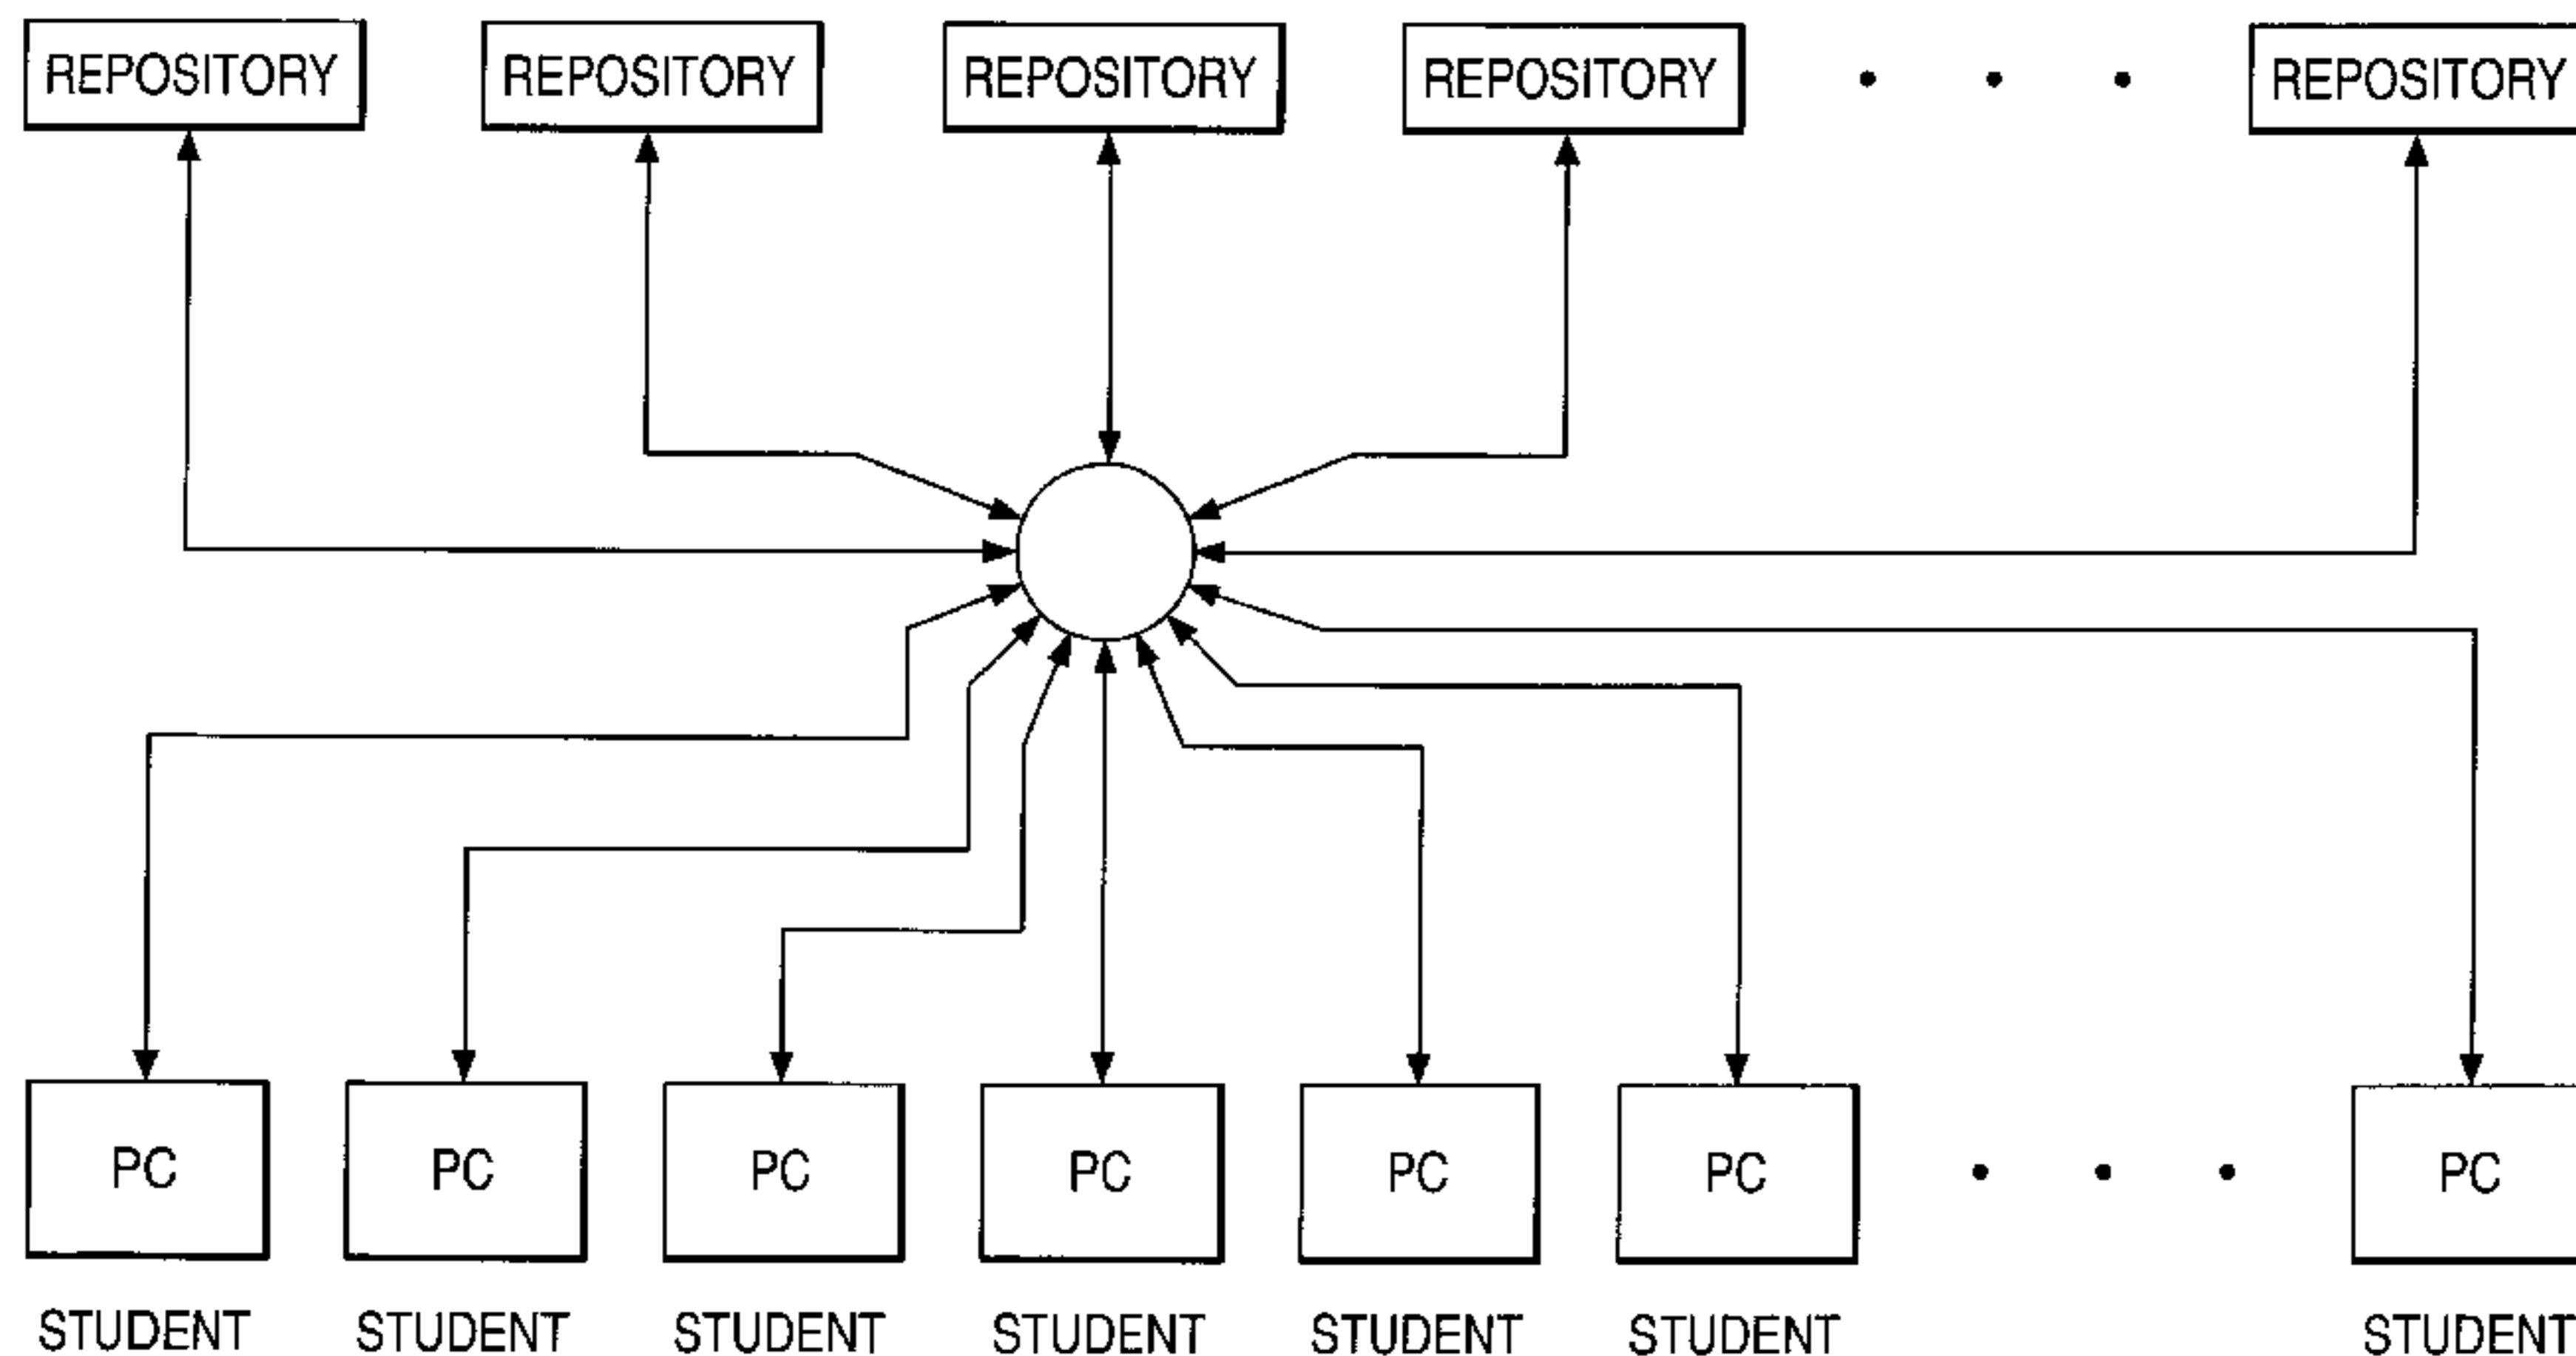 REPOSITORY REPOSITORY REPOSITORY REPOSITORY . . . REPOSITORY
PC PC PC PC PC PC . . . PC
STUDENT STUDENT STUDENT STUDENT STUDENT STUDENT STUDENT